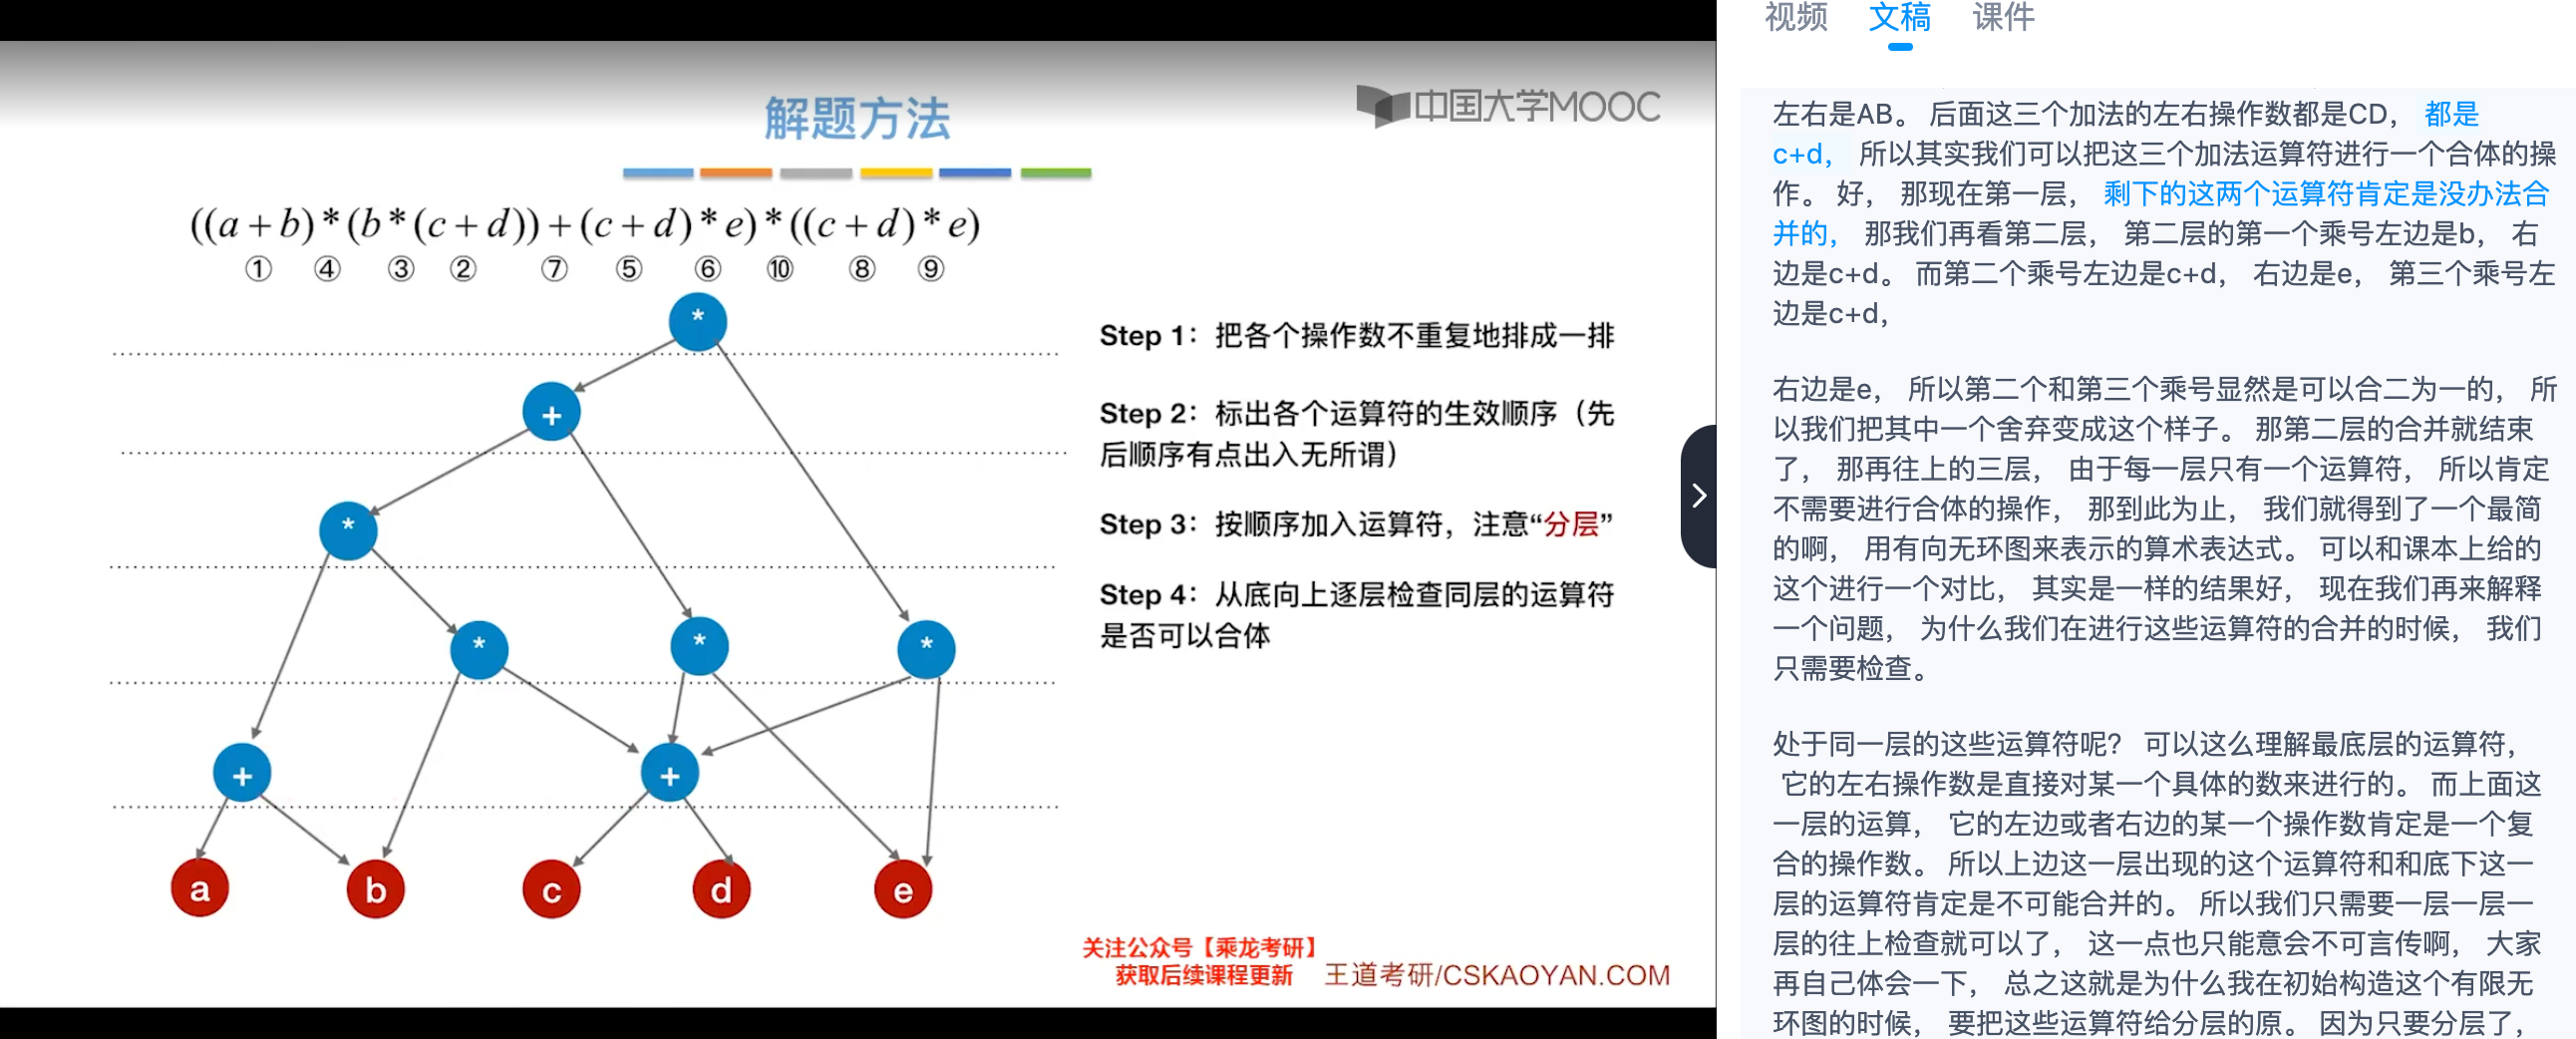 解题方法
中国大学MOOC
((a+b)*(b*(c+d))+(c+d)*e)*((c+d)*e)
① ④ ③ ② ⑦ ⑤ ⑥ ⑩ ⑧ ⑨
*
+
*
* * *
+ +
a b c d e
Step 1：把各个操作数不重复地排成一排
Step 2：标出各个运算符的生效顺序（先
后顺序有点出入无所谓）
Step 3：按顺序加入运算符，注意“分层”
Step 4：从底向上逐层检查同层的运算符
是否可以合体
关注公众号【乘龙考研】
获取后续课程更新
王道考研/CSKAOYAN.COM
视频 文稿 课件
左右是AB。 后面这三个加法的左右操作数都是CD， 都是
c+d， 所以其实我们可以把这三个加法运算符进行一个合体的操
作。 好， 那现在第一层， 剩下的这两个运算符肯定是没办法合
并的， 那我们再看第二层， 第二层的第一个乘号左边是b， 右
边是c+d。 而第二个乘号左边是c+d， 右边是e， 第三个乘号左
边是c+d，
右边是e， 所以第二个和第三个乘号显然是可以合二为一的， 所
以我们把其中一个舍弃变成这个样子。 那第二层的合并就结束
了， 那再往上的三层， 由于每一层只有一个运算符， 所以肯定
不需要进行合体的操作， 那到此为止， 我们就得到了一个最简
的啊， 用有向无环图来表示的算术表达式。 可以和课本上给的
这个进行一个对比， 其实是一样的结果好， 现在我们再来解释
一个问题， 为什么我们在进行这些运算符的合并的时候， 我们
只需要检查。
处于同一层的这些运算符呢？ 可以这么理解最底层的运算符，
它的左右操作数是直接对某一个具体的数来进行的。 而上面这
一层的运算， 它的左边或者右边的某一个操作数肯定是一个复
合的操作数。 所以上边这一层出现的这个运算符和和底下这一
层的运算符肯定是不可能合并的。 所以我们只需要一层一层一
层的往上检查就可以了， 这一点也只能意会不可言传啊， 大家
再自己体会一下， 总之这就是为什么我在初始构造这个有限无
环图的时候， 要把这些运算符给分层的原。 因为只要分层了，